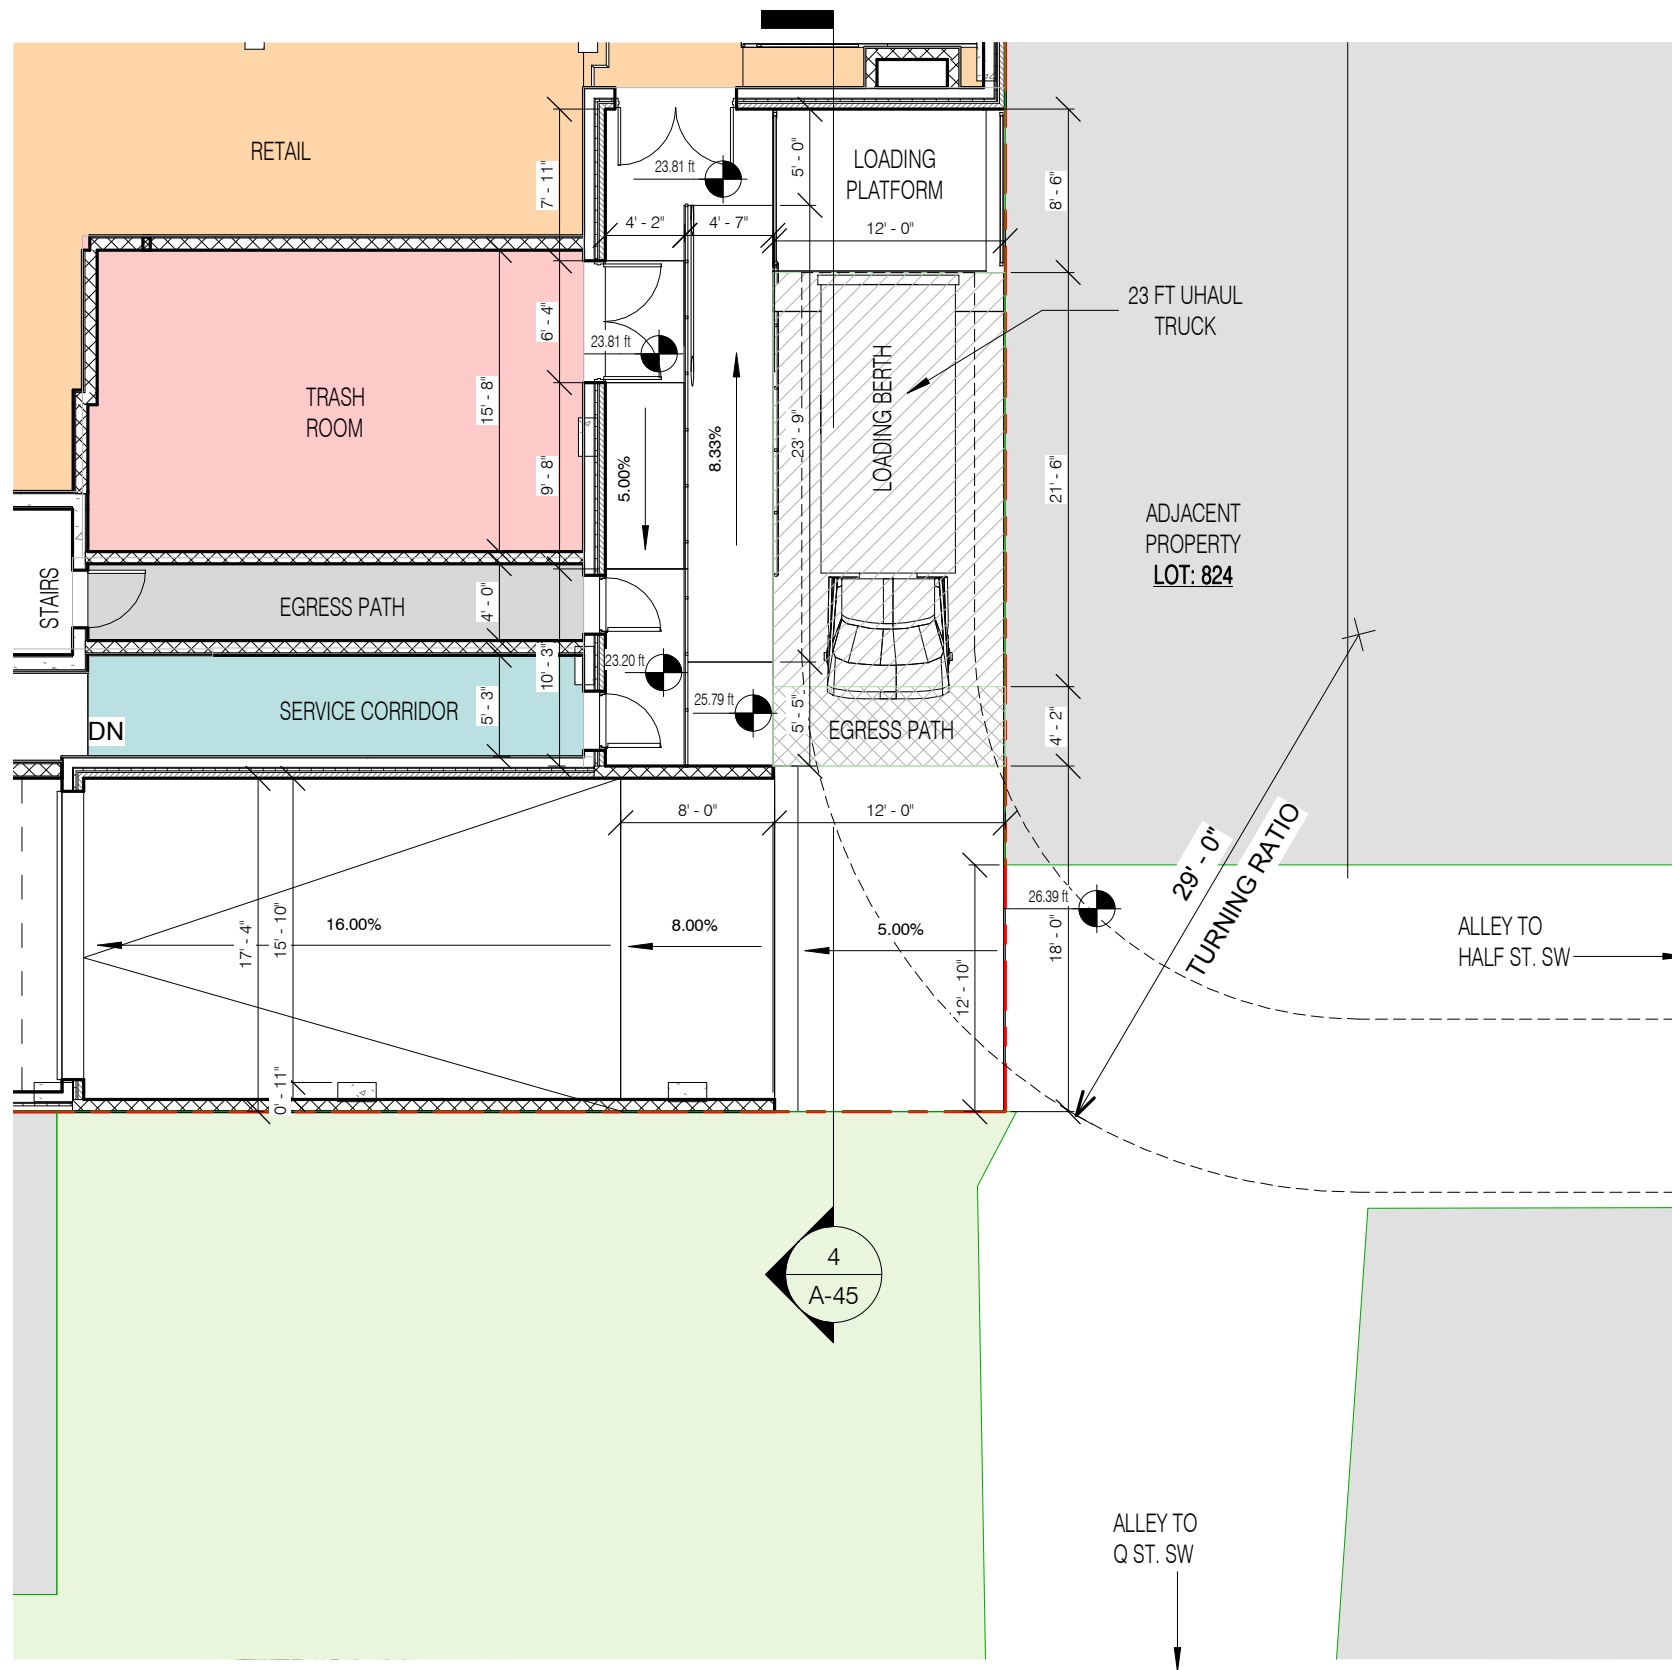 RETAIL
7' - 11"
23.81 ft
5' - 0"
LOADING
PLATFORM
8' - 6"
4' - 2"
4' - 7"
12' - 0"
23 FT UHAUL
TRUCK
6' - 4"
23.81 ft
TRASH
ROOM
15' - 8"
9' - 8"
5.00%
8.33%
23' - 9"
LOADING BERTH
21' - 6"
ADJACENT
PROPERTY
LOT: 824
STAIRS
EGRESS PATH
4' - 0"
10' - 3"
23.20 ft
25.79 ft
SERVICE CORRIDOR
5' - 3"
DN
5' - 5"
EGRESS PATH
4' - 2"
8' - 0"
12' - 0"
29' - 0"
TURNING RATIO
26.39 ft
17' - 4"
15' - 10"
16.00%
8.00%
5.00%
12' - 10"
18' - 0"
ALLEY TO
HALF ST. SW
0' - 11"
4
A-45
ALLEY TO
Q ST. SW